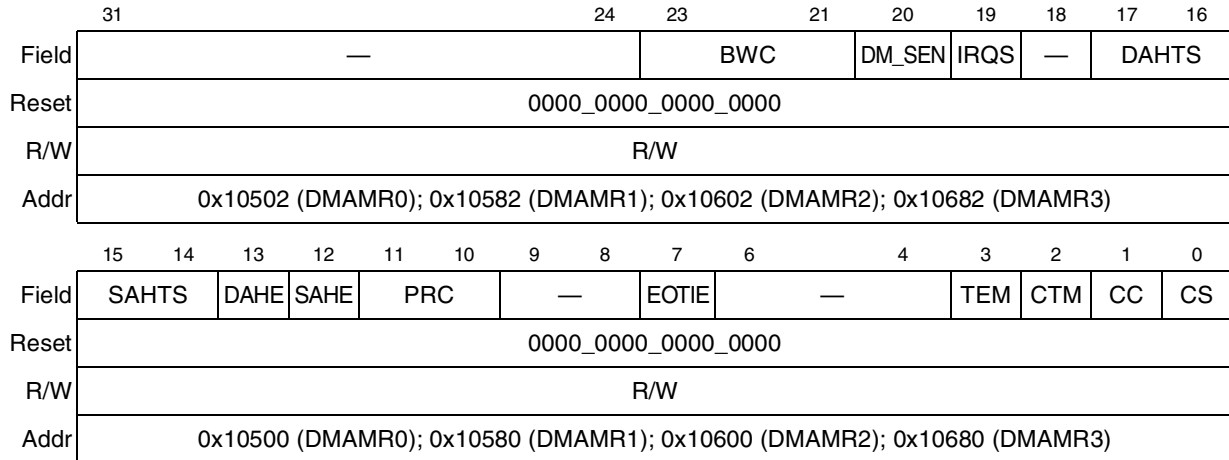 31 24 23 21 20 19 18 17 16
Field — BWC DM_SEN IRQS — DAHTS
Reset 0000_0000_0000_0000
R/W R/W
Addr 0x10502 (DMAMR0); 0x10582 (DMAMR1); 0x10602 (DMAMR2); 0x10682 (DMAMR3)
15 14 13 12 11 10 9 8 7 6 4 3 2 1 0
Field SAHTS DAHE SAHE PRC — EOTIE — TEM CTM CC CS
Reset 0000_0000_0000_0000
R/W R/W
Addr 0x10500 (DMAMR0); 0x10580 (DMAMR1); 0x10600 (DMAMR2); 0x10680 (DMAMR3)